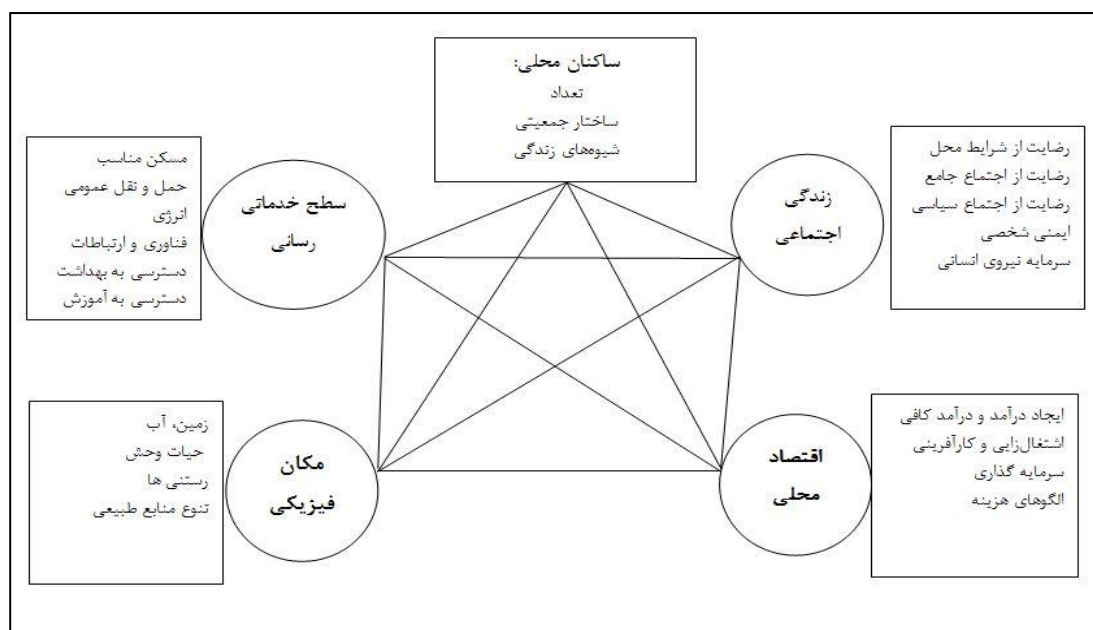 ساکنان محلی:
تعداد
ساختار جمعیتی
شیوه‌های زندگی
رضایت از شرایط محل
رضایت از اجتماع جامع
رضایت از اجتماع سیاسی
ایمنی شخصی
سرمایه نیروی انسانی
زندگی
اجتماعی
سطح خدماتی
رسانی
مسکن مناسب
حمل و نقل عمومی
انرژی
فناوری و ارتباطات
دسترسی به بهداشت
دسترسی به آموزش
ایجاد درآمد و درآمد کافی
اشتغال‌زایی و کارآفرینی
سرمایه گذاری
الگوهای هزینه
اقتصاد
محلی
مکان
فیزیکی
زمین، آب
حیات وحش
رستنی ها
تنوع منابع طبیعی